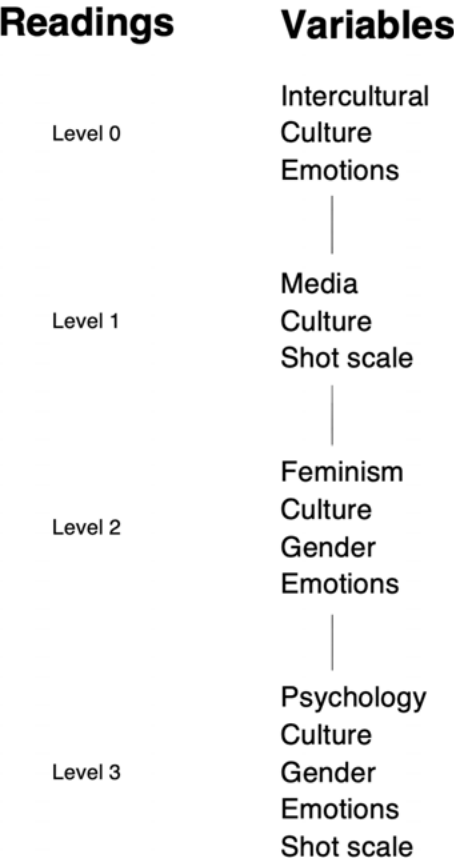 Readings Variables
Intercultural
Level 0 Culture
Emotions
Media
Level 1 Culture
Shot scale
Feminism
Culture
Level 2
Gender
Emotions
Psychology
Culture
Level 3 Gender
Emotions
Shot scale